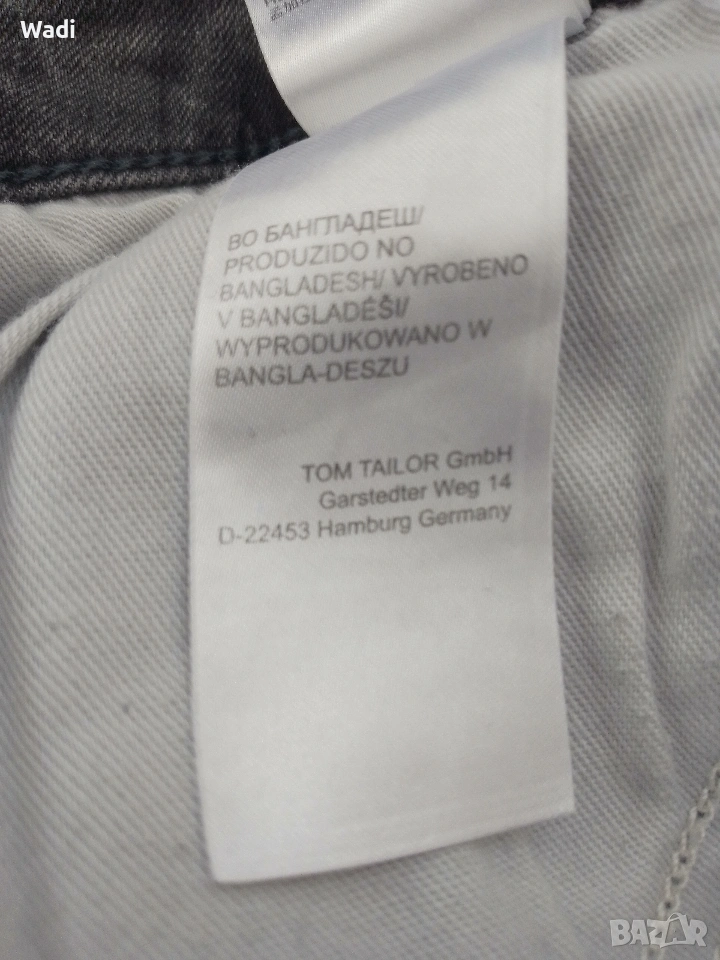 Wadi
ВО БАНГЛАДЕШ/
PRODUZIDO NO
BANGLADESH/ VYROBENO
V BANGLADÉŠI/
WYPRODUKOWANO W
BANGLA-DESZU
TOM TAILOR GmbH
Garstedter Weg 14
D-22453 Hamburg Germany
BAZAR